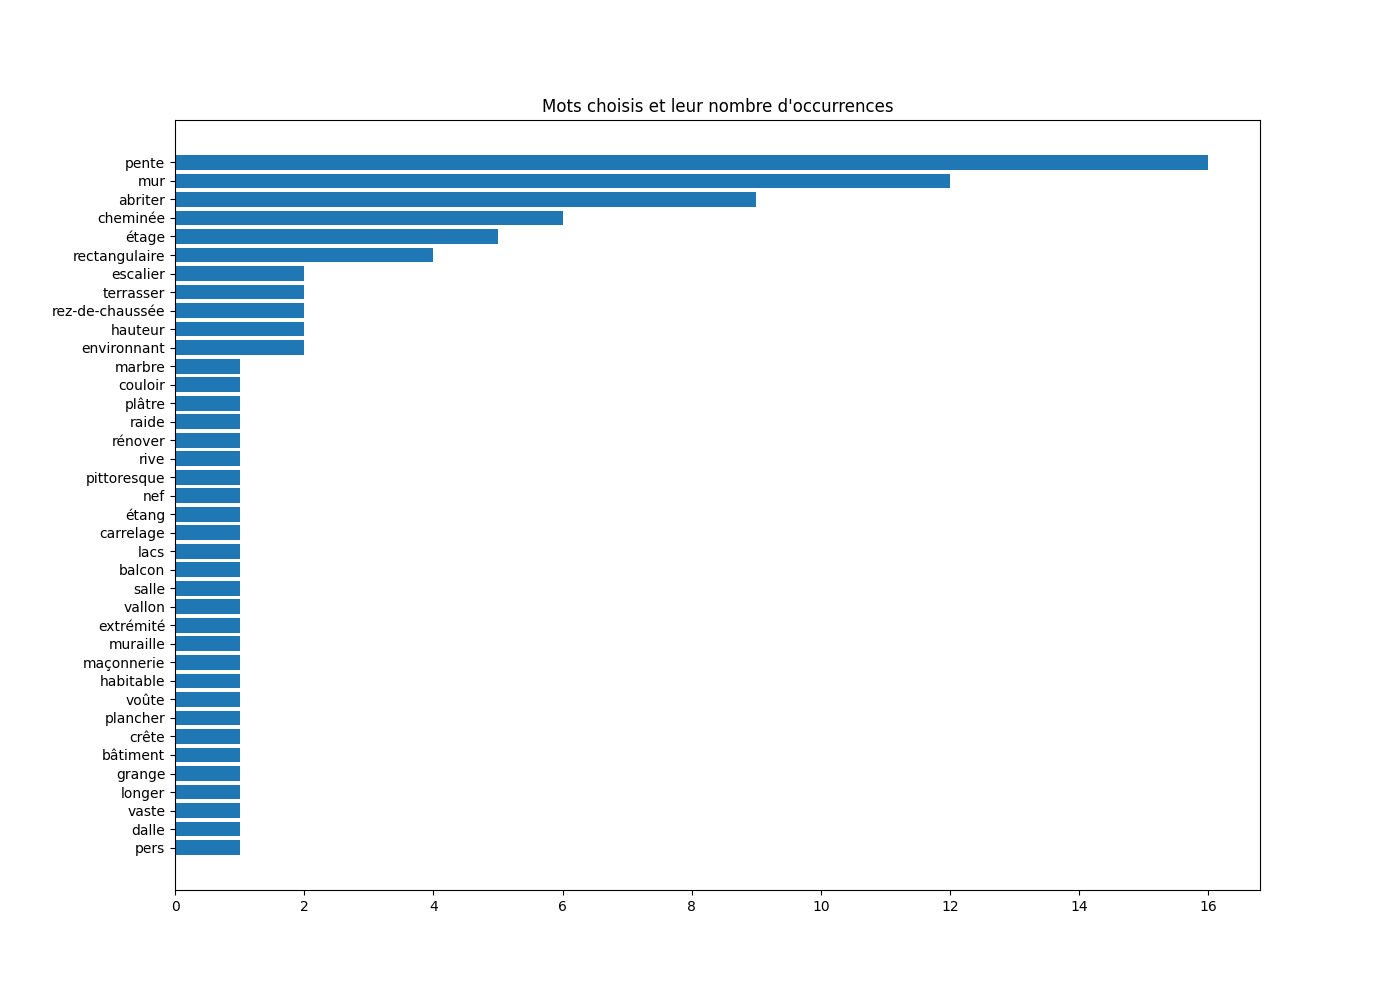 Mots choisis et leur nombre d'occurrences
pente
mur
abriter
cheminée
étage
rectangulaire
escalier
terrasser
rez-de-chaussée
hauteur
environnant
marbre
couloir
plâtre
raide
rénover
rive
pittoresque
nef
étang
carrelage
lacs
balcon
salle
vallon
extrémité
muraille
maçonnerie
habitable
voûte
plancher
crête
bâtiment
grange
longer
vaste
dalle
pers
0 2 4 6 8 10 12 14 16